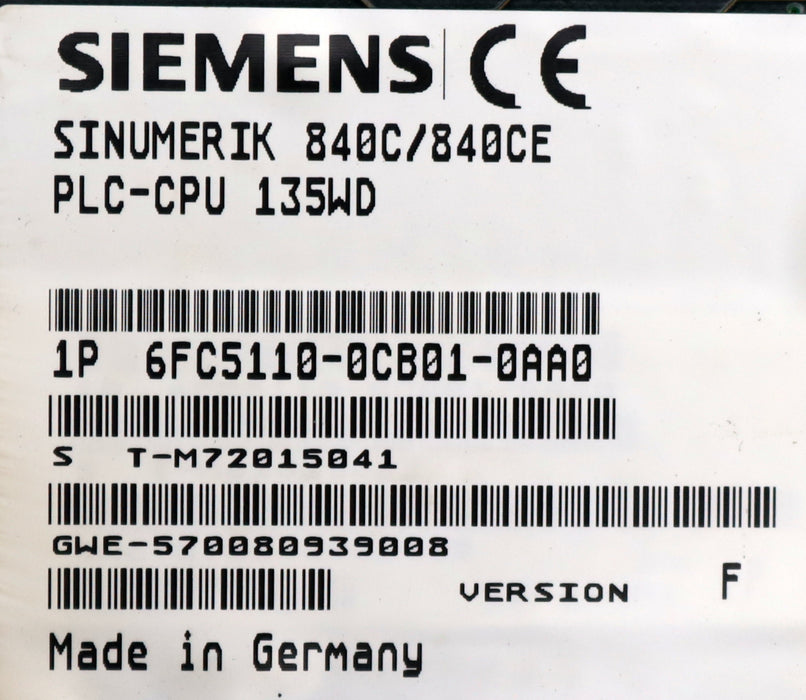 SIEMENS CE
SINUMERIK 840C/840CE
PLC-CPU 135WD
1P 6FC5110-0CB01-0AA0
S T-M72015041
GWE-570080939008
VERSION F
Made in Germany